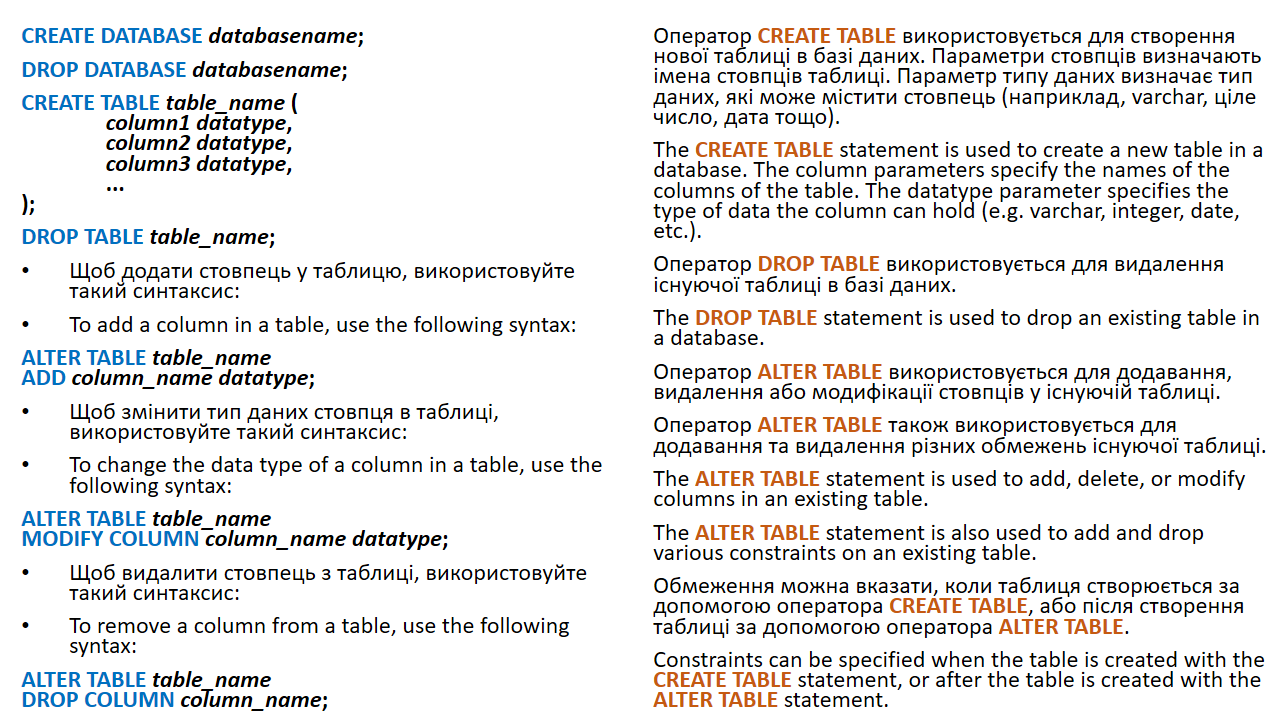 CREATE DATABASE databasename;
DROP DATABASE databasename;
CREATE TABLE table_name (
column1 datatype,
column2 datatype,
column3 datatype,
...
);
DROP TABLE table_name;
• Щоб додати стовпець у таблицю, використовуйте
такий синтаксис:
• To add a column in a table, use the following syntax:
ALTER TABLE table_name
ADD column_name datatype;
• Щоб змінити тип даних стовпця в таблиці,
використовуйте такий синтаксис:
• To change the data type of a column in a table, use the
following syntax:
ALTER TABLE table_name
MODIFY COLUMN column_name datatype;
• Щоб видалити стовпець з таблиці, використовуйте
такий синтаксис:
• To remove a column from a table, use the following
syntax:
ALTER TABLE table_name
DROP COLUMN column_name;
Оператор CREATE TABLE використовується для створення
нової таблиці в базі даних. Параметри стовпців визначають
імена стовпців таблиці. Параметр типу даних визначає тип
даних, які може містити стовпець (наприклад, varchar, ціле
число, дата тощо).
The CREATE TABLE statement is used to create a new table in a
database. The column parameters specify the names of the
columns of the table. The datatype parameter specifies the
type of data the column can hold (e.g. varchar, integer, date,
etc.).
Оператор DROP TABLE використовується для видалення
існуючої таблиці в базі даних.
The DROP TABLE statement is used to drop an existing table in
a database.
Оператор ALTER TABLE використовується для додавання,
видалення або модифікації стовпців у існуючій таблиці.
Оператор ALTER TABLE також використовується для
додавання та видалення різних обмежень існуючої таблиці.
The ALTER TABLE statement is used to add, delete, or modify
columns in an existing table.
The ALTER TABLE statement is also used to add and drop
various constraints on an existing table.
Обмеження можна вказати, коли таблиця створюється за
допомогою оператора CREATE TABLE, або після створення
таблиці за допомогою оператора ALTER TABLE.
Constraints can be specified when the table is created with the
CREATE TABLE statement, or after the table is created with the
ALTER TABLE statement.